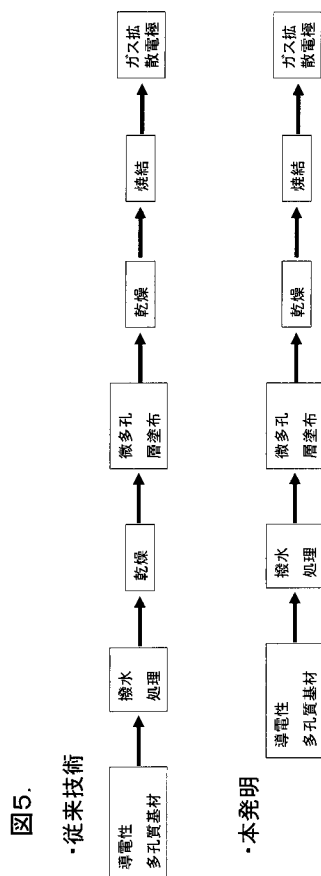 図5.
・従来技術
導電性
多孔質基材
撥水
処理
乾燥
微多孔
層塗布
乾燥
焼結
ガス拡
散電極
・本発明
導電性
多孔質基材
撥水
処理
微多孔
層塗布
乾燥
焼結
ガス拡
散電極